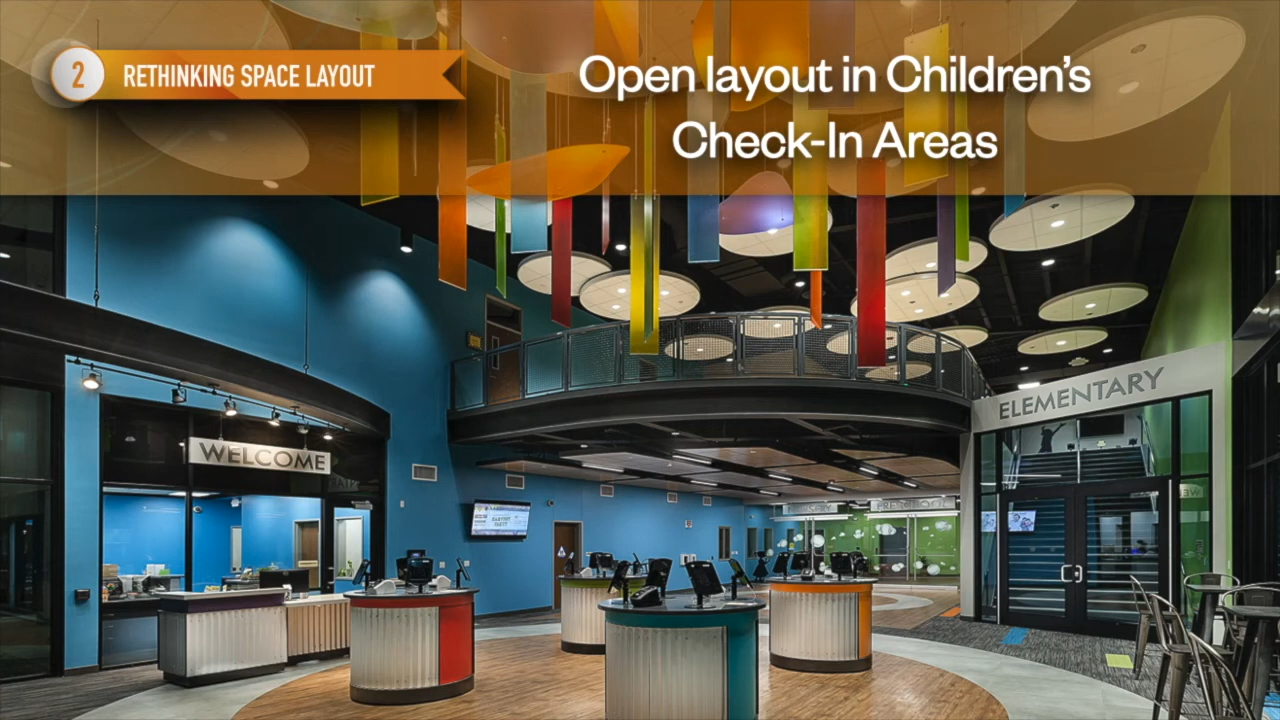 2
RETHINKING SPACE LAYOUT
Open layout in Children's
Check-In Areas
WELCOME
ELEMENTARY